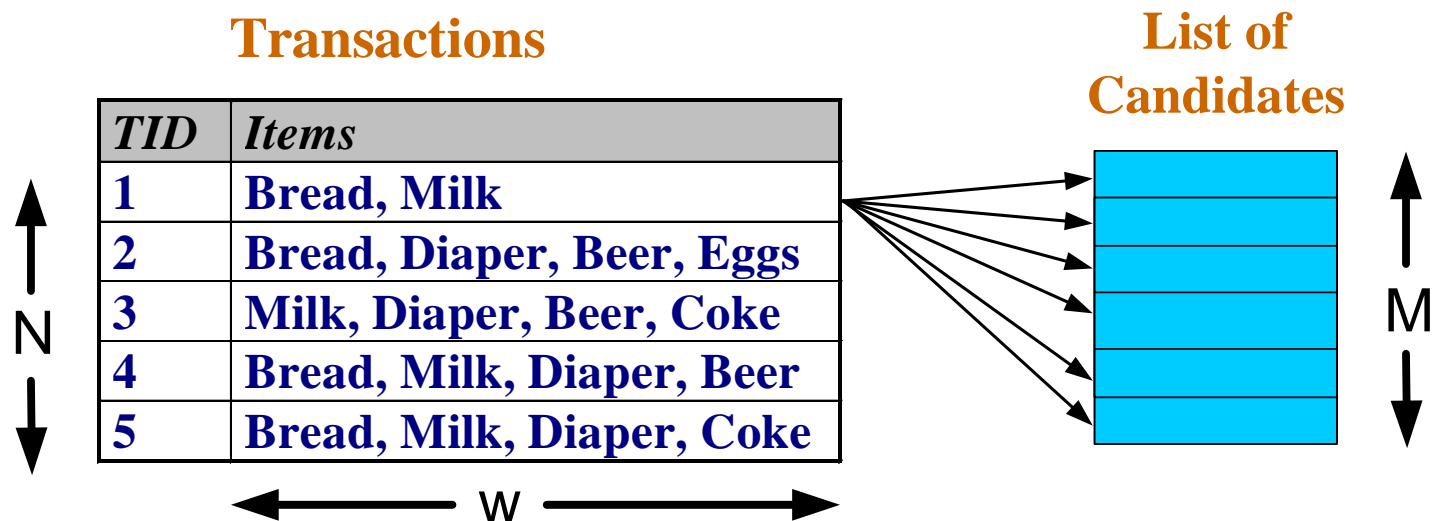 Transactions
List of
Candidates
TID Items
1 Bread, Milk
2 Bread, Diaper, Beer, Eggs
3 Milk, Diaper, Beer, Coke
4 Bread, Milk, Diaper, Beer
5 Bread, Milk, Diaper, Coke
N
M
w